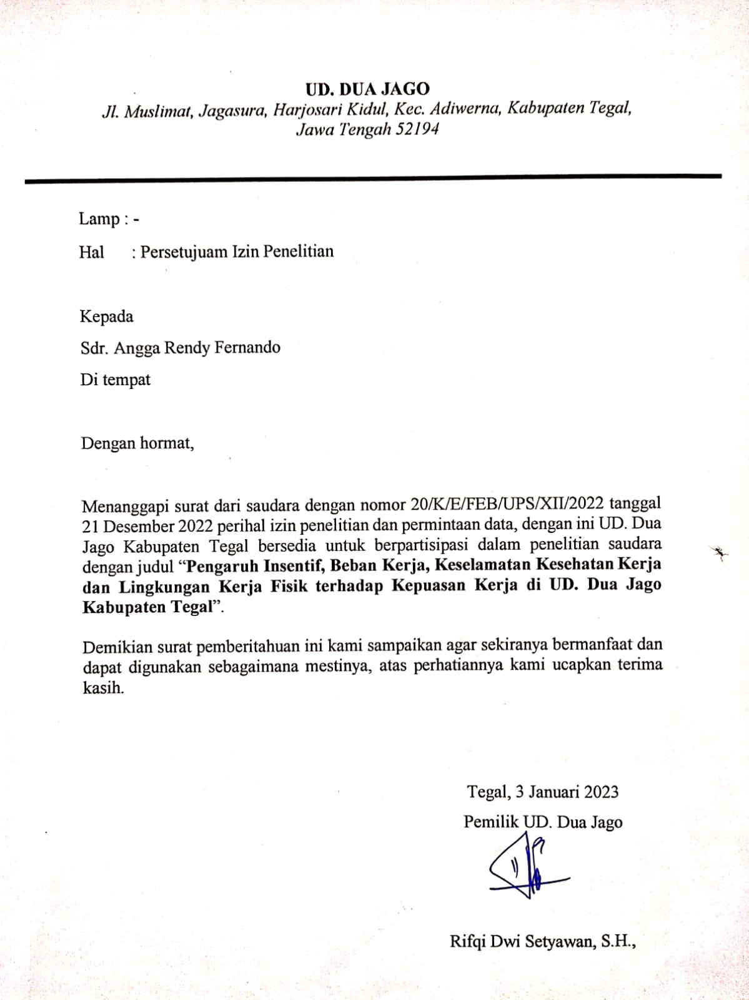 UD. DUA JAGO
Jl. Muslimat, Jagasura, Harjosari Kidul, Kec. Adiwerna, Kabupaten Tegal,
Jawa Tengah 52194
Lamp : -
Hal : Persetujuam Izin Penelitian
Kepada
Sdr. Angga Rendy Fernando
Di tempat
Dengan hormat,
Menanggapi surat dari saudara dengan nomor 20/K/E/FEB/UPS/XII/2022 tanggal
21 Desember 2022 perihal izin penelitian dan permintaan data, dengan ini UD. Dua
Jago Kabupaten Tegal bersedia untuk berpartisipasi dalam penelitian saudara
dengan judul “Pengaruh Insentif, Beban Kerja, Keselamatan Kesehatan Kerja
dan Lingkungan Kerja Fisik terhadap Kepuasan Kerja di UD. Dua Jago
Kabupaten Tegal”.
Demikian surat pemberitahuan ini kami sampaikan agar sekiranya bermanfaat dan
dapat digunakan sebagaimana mestinya, atas perhatiannya kami ucapkan terima
kasih.
Tegal, 3 Januari 2023
Pemilik UD. Dua Jago
Rifqi Dwi Setyawan, S.H.,